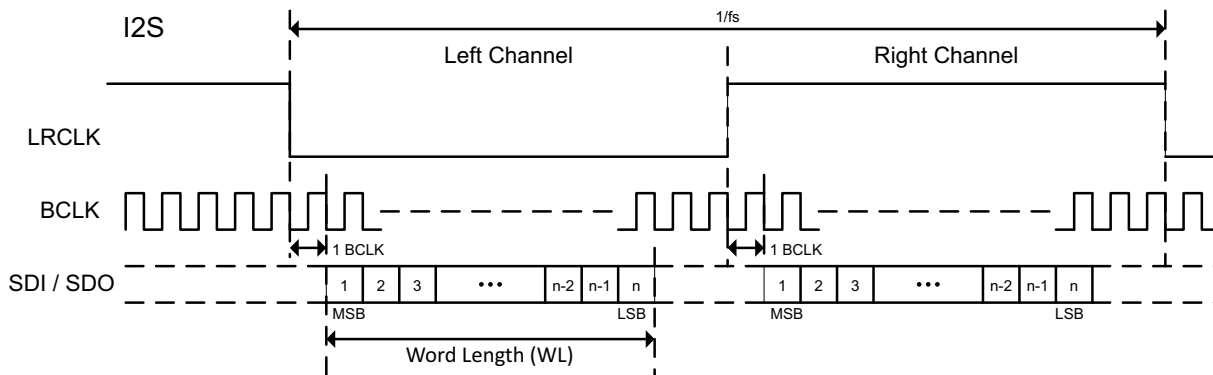 I2S
1/fs
Left Channel
Right Channel
LRCLK
BCLK
1 BCLK
1 BCLK
SDI / SDO
1 2 3 ••• n-2 n-1 n
1 2 3 ••• n-2 n-1 n
MSB
LSB
MSB
LSB
Word Length (WL)